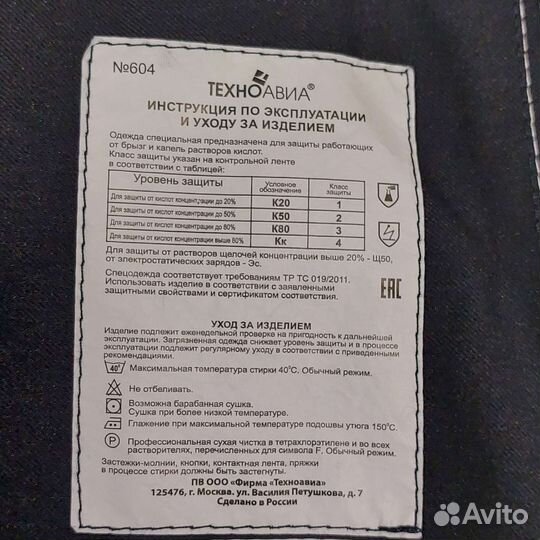 №604
ТЕХНОАВИА®
ИНСТРУКЦИЯ ПО ЭКСПЛУАТАЦИИ
И УХОДУ ЗА ИЗДЕЛИЕМ
Одежда специальная предназначена для защиты работающих
от брызг и капель растворов кислот.
Класс защиты указан на контрольной ленте
в соответствии с таблицей:
Уровень защиты Условное обозначение Класс защиты
Для защиты от кислот концентрации до 20% К20 1
Для защиты от кислот концентрации до 50% К50 2
Для защиты от кислот концентрации до 80% К80 3
Для защиты от кислот концентрации выше 80% Кк 4
Для защиты от растворов щелочей концентрации выше 20% - Щ50,
от электростатических зарядов - Эс.
Спецодежда соответствует требованиям ТР ТС 019/2011.
Использовать изделие в соответствии с заявленными
защитными свойствами и сертификатом соответствия.
EAC
УХОД ЗА ИЗДЕЛИЕМ
Изделие подлежит еженедельной проверке на пригодность к дальнейшей
эксплуатации. Загрязненная одежда снижает уровень защиты и в процессе
эксплуатации подлежит регулярному уходу в соответствии с приведенными
рекомендациями.
40° Максимальная температура стирки 40°С. Обычный режим.
Не отбеливать.
Возможна барабанная сушка.
Сушка при более низкой температуре.
Глажение при максимальной температуре подошвы утюга 150°С.
P Профессиональная сухая чистка в тетрахлорэтилене и во всех
растворителях, перечисленных для символа F. Обычный режим.
Застежки-молнии, кнопки, контактная лента, пряжки
в процессе стирки должны быть застегнуты.
ПВ ООО «Фирма «Техноавиа»
125476, г. Москва. ул. Василия Петушкова, д. 7
Сделано в России
Avito